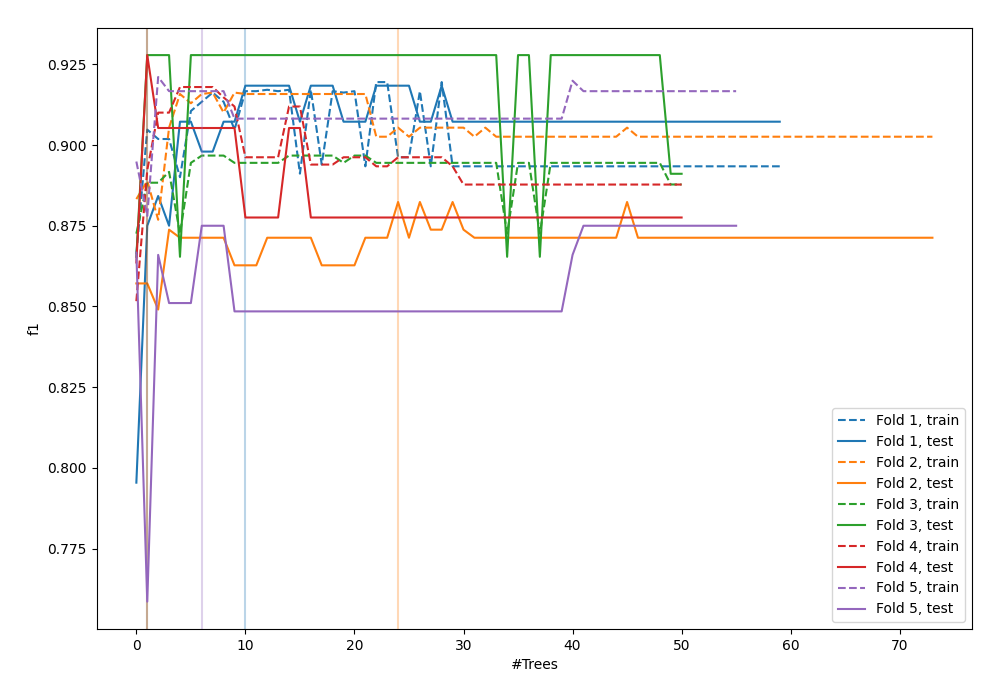 0.925
0.900
0.875
0.850
0.825
0.800
0.775
f1
0 10 20 30 40 50 60 70
#Trees
Fold 1, train
Fold 1, test
Fold 2, train
Fold 2, test
Fold 3, train
Fold 3, test
Fold 4, train
Fold 4, test
Fold 5, train
Fold 5, test